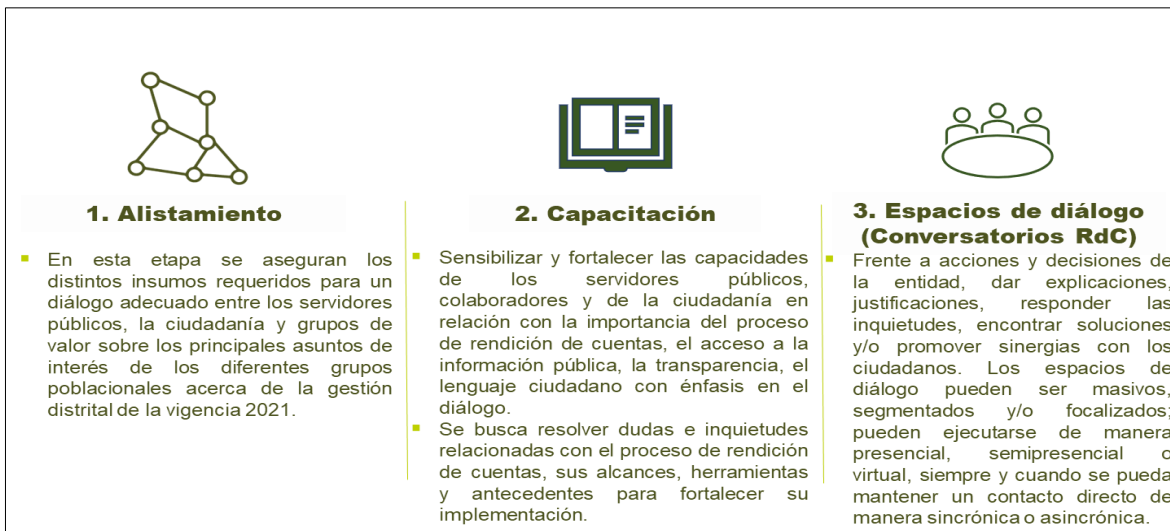 1. Alistamiento
En esta etapa se aseguran los
distintos insumos requeridos para un
diálogo adecuado entre los servidores
públicos, la ciudadanía y grupos de
valor sobre los principales asuntos de
interés de los diferentes grupos
poblacionales acerca de la gestión
distrital de la vigencia 2021.
2. Capacitación
Sensibilizar y fortalecer las capacidades
de los servidores públicos,
colaboradores y de la ciudadanía en
relación con la importancia del proceso
de rendición de cuentas, el acceso a la
información pública, la transparencia, el
lenguaje ciudadano con énfasis en el
diálogo.
Se busca resolver dudas e inquietudes
relacionadas con el proceso de rendición
de cuentas, sus alcances, herramientas
y antecedentes para fortalecer su
implementación.
3. Espacios de diálogo
(Conversatorios RdC)
Frente a acciones y decisiones de
la entidad, dar explicaciones,
justificaciones, responder las
inquietudes, encontrar soluciones
y/o promover sinergias con los
ciudadanos. Los espacios de
diálogo pueden ser masivos,
segmentados y/o focalizados;
pueden ejecutarse de manera
presencial, semipresencial o
virtual, siempre y cuando se pueda
mantener un contacto directo de
manera sincrónica o asincrónica.